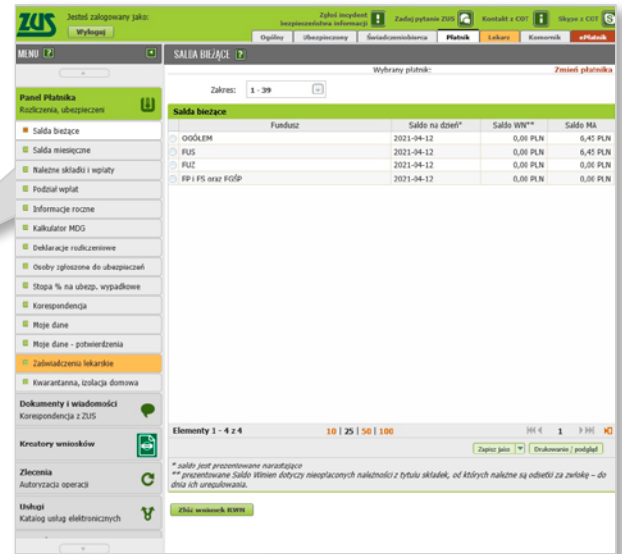 ZUS
Jesteś zalogowany jako:
Wyloguj
Zgłoś incydent bezpieczeństwa informacji
Zadaj pytanie ZUS
Kontakt z COT
Skype z COT
Ogólny
Ubezpieczony
Świadczeniobiorca
Płatnik
Lekarz
Komornik
ePłatnik
MENU
SALDA BIEŻĄCE
Wybrany płatnik:
Zmień płatnika
Zakres: 1 - 39
Panel Płatnika
Rozliczenia, ubezpieczeni
Salda bieżące
Salda miesięczne
Należne składki i wpłaty
Podział wpłat
Informacje roczne
Kalkulator MDG
Deklaracje rozliczeniowe
Osoby zgłoszone do ubezpieczeń
Stopa % na ubezp. wypadkowe
Korespondencja
Moje dane
Moje dane - potwierdzenia
Zaświadczenia lekarskie
Kwarantanna, izolacja domowa
Dokumenty i wiadomości
Korespondencja z ZUS
Kreatory wniosków
Zlecenia
Autoryzacja operacji
Usługi
Katalog usług elektronicznych
Salda bieżące
Fundusz Saldo na dzień* Saldo WN** Saldo MA
OGÓŁEM 2021-04-12 0,00 PLN 6,45 PLN
FUS 2021-04-12 0,00 PLN 6,45 PLN
FUZ 2021-04-12 0,00 PLN 0,00 PLN
FP i FS oraz FGŚP 2021-04-12 0,00 PLN 0,00 PLN
Elementy 1 - 4 z 4 10 | 25 | 50 | 100 1
Zapisz jako Drukowanie / podgląd
* saldo jest prezentowane narastająco
** prezentowane Saldo Winien dotyczy nieopłaconych należności z tytułu składek, od których należne są odsetki za zwłokę – do
dnia ich uregulowania.
Złóż wniosek RWN